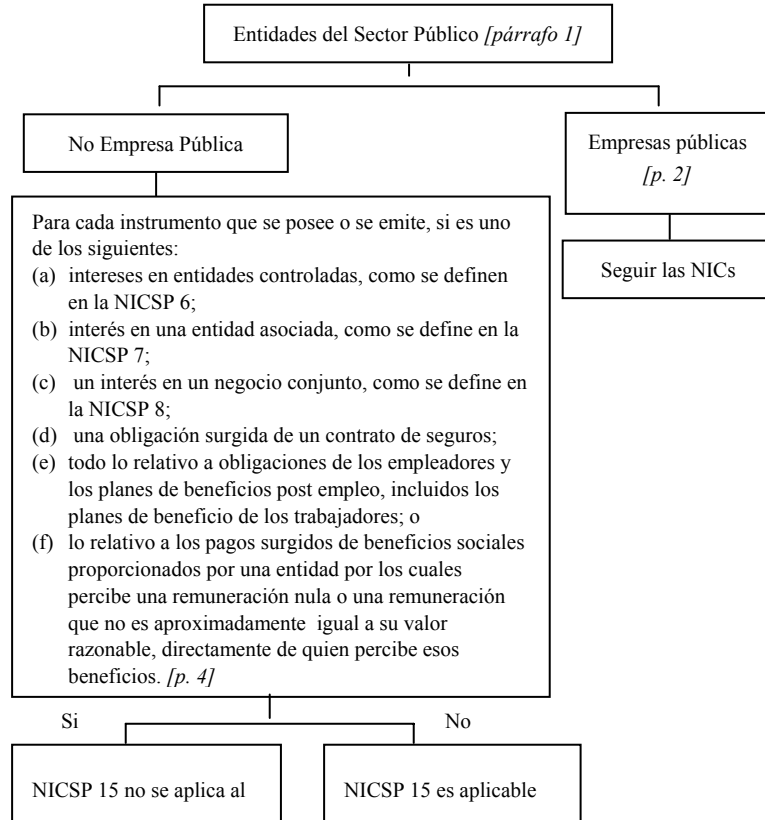 Entidades del Sector Público [párrafo 1]
No Empresa Pública
Empresas públicas
[p. 2]
Seguir las NICs
Para cada instrumento que se posee o se emite, si es uno
de los siguientes:
(a) intereses en entidades controladas, como se definen
en la NICSP 6;
(b) interés en una entidad asociada, como se define en la
NICSP 7;
(c) un interés en un negocio conjunto, como se define en
la NICSP 8;
(d) una obligación surgida de un contrato de seguros;
(e) todo lo relativo a obligaciones de los empleadores y
los planes de beneficios post empleo, incluidos los
planes de beneficio de los trabajadores; o
(f) lo relativo a los pagos surgidos de beneficios sociales
proporcionados por una entidad por los cuales
percibe una remuneración nula o una remuneración
que no es aproximadamente igual a su valor
razonable, directamente de quien percibe esos
beneficios. [p. 4]
Si
No
NICSP 15 no se aplica al
NICSP 15 es aplicable